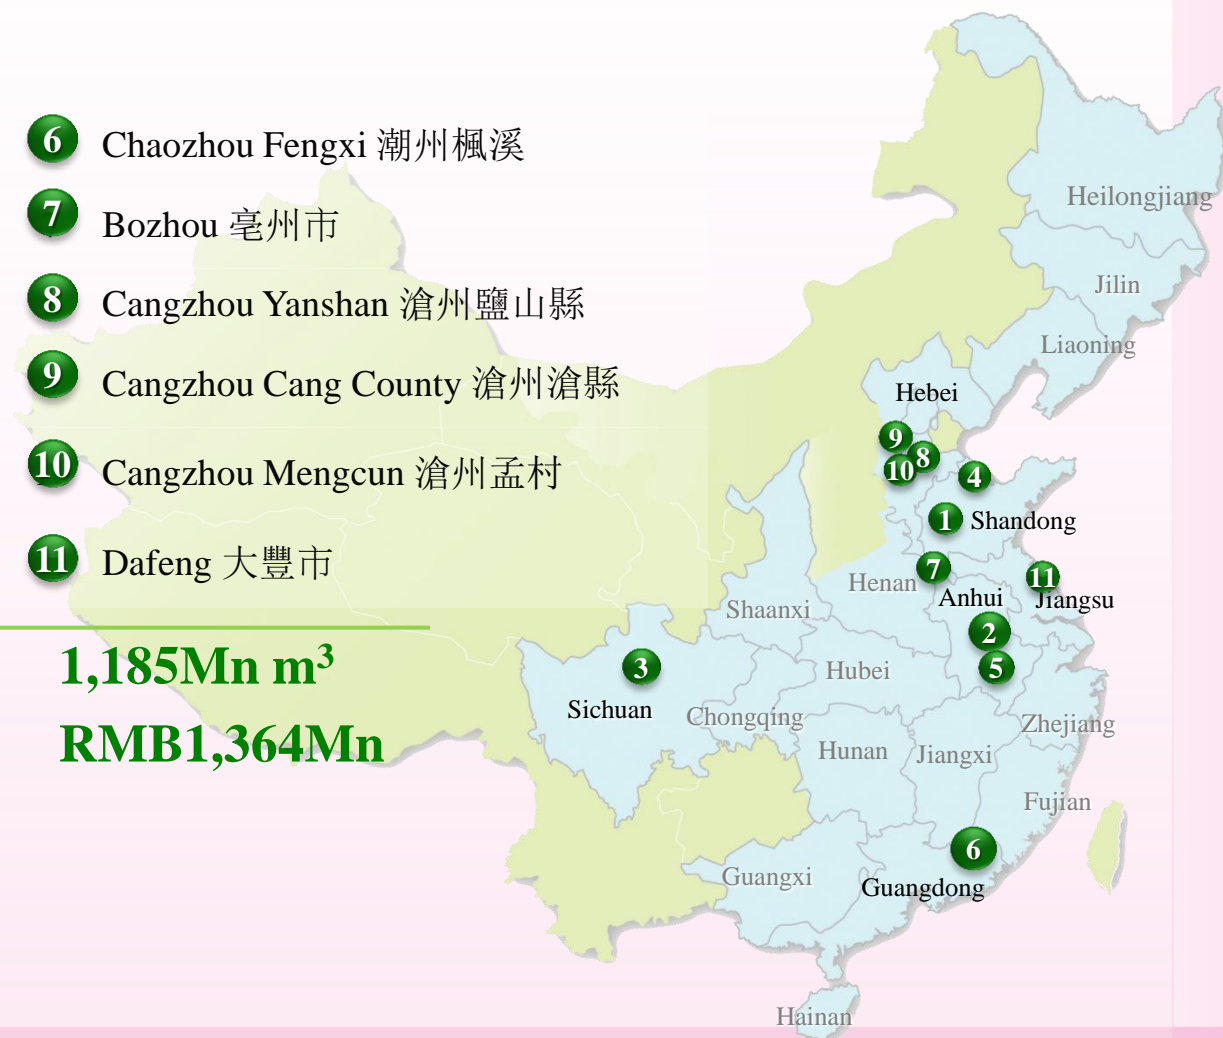 6 Chaozhou Fengxi 潮州楓溪
7 Bozhou 亳州市
8 Cangzhou Yanshan 滄州鹽山縣
9 Cangzhou Cang County 滄州滄縣
10 Cangzhou Mengcun 滄州孟村
11 Dafeng 大豐市
1,185Mn m³
RMB1,364Mn
Heilongjiang
Jilin
Liaoning
Hebei
9
8
10
4
1 Shandong
7
11
Henan
Anhui
Jiangsu
Shaanxi
2
3
5
Hubei
Sichuan
Chongqing
Zhejiang
Hunan
Jiangxi
Fujian
6
Guangxi
Guangdong
Hainan